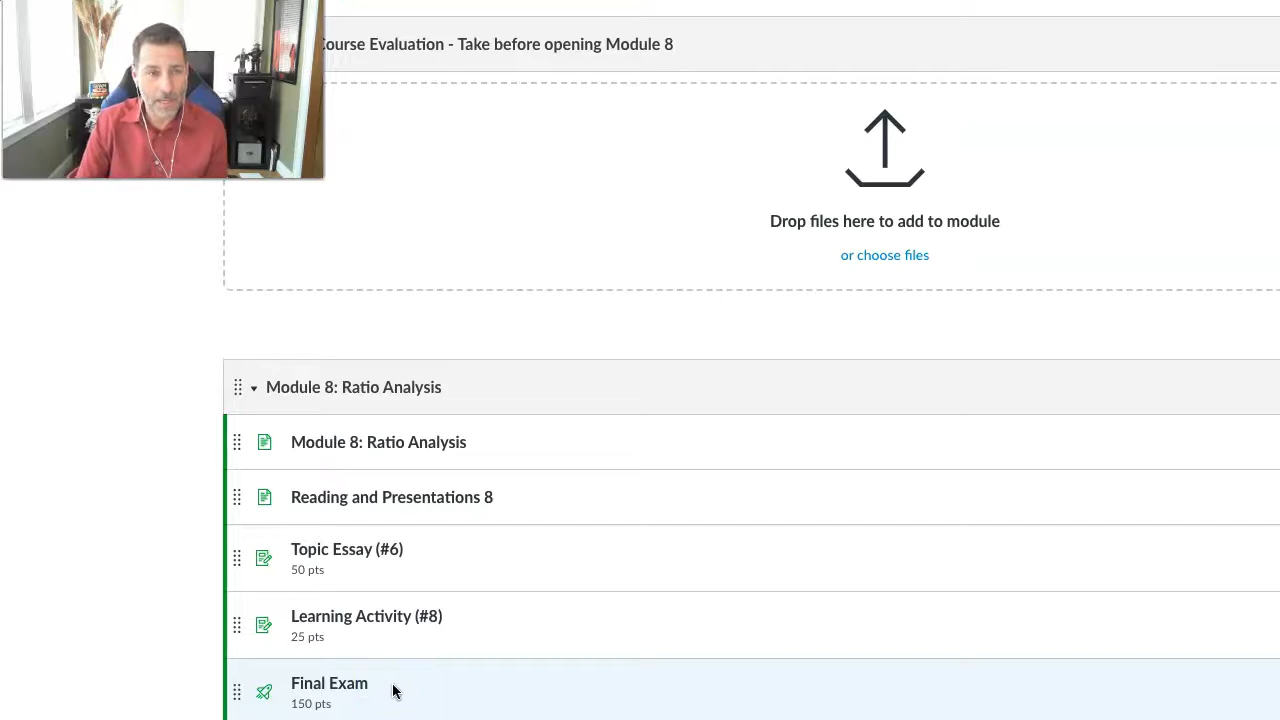 Course Evaluation - Take before opening Module 8
Drop files here to add to module
or choose files
Module 8: Ratio Analysis
Module 8: Ratio Analysis
Reading and Presentations 8
Topic Essay (#6)
50 pts
Learning Activity (#8)
25 pts
Final Exam
150 pts